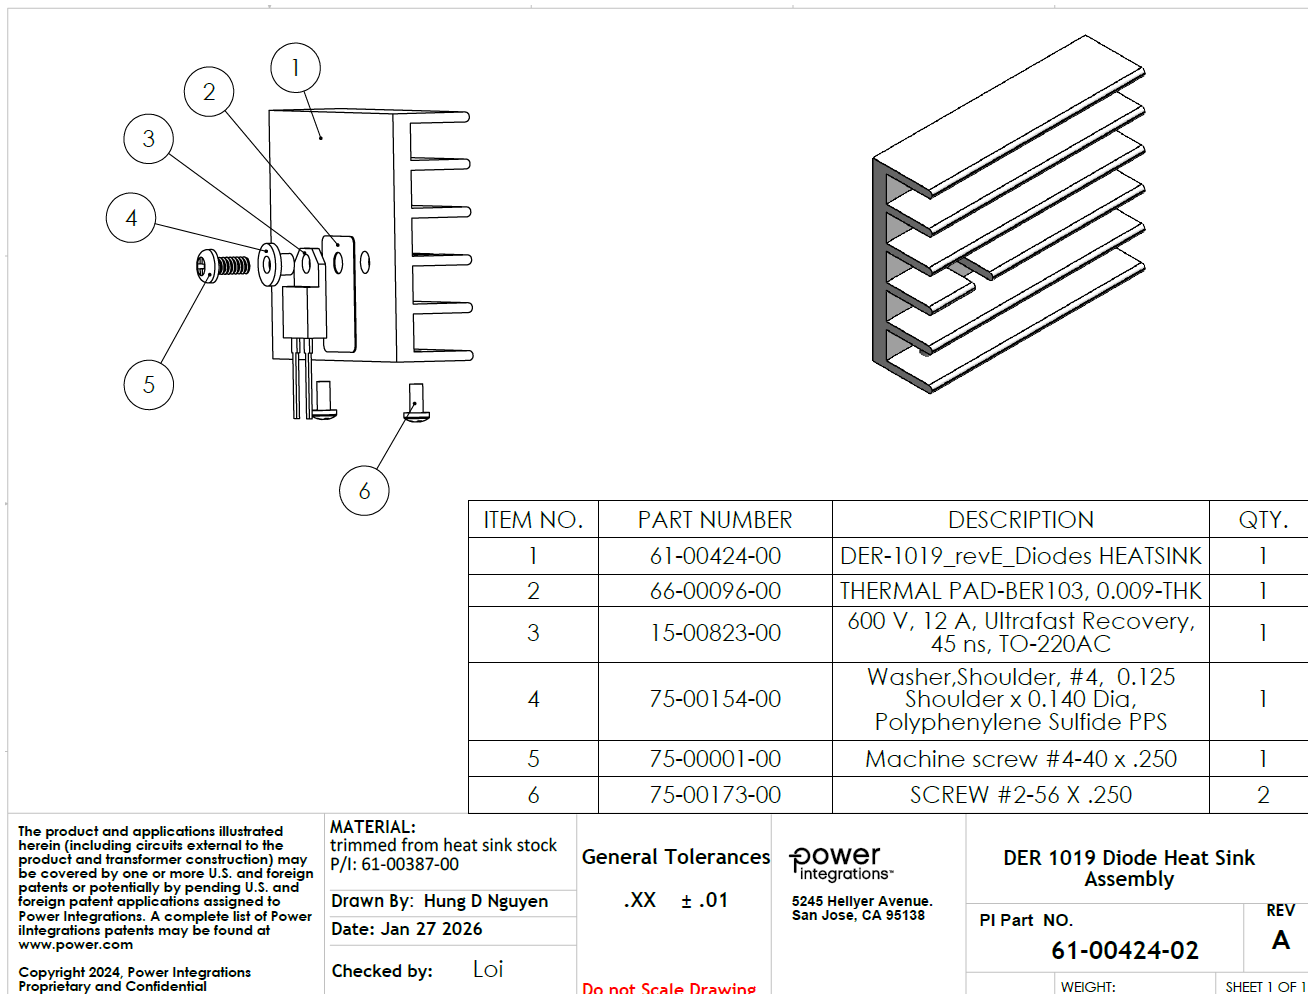 1
2
3
4
5
6
ITEM NO. PART NUMBER DESCRIPTION QTY.
1 61-00424-00 DER-1019_revE_Diodes HEATSINK 1
2 66-00096-00 THERMAL PAD-BER103, 0.009-THK 1
3 15-00823-00 600 V, 12 A, Ultrafast Recovery, 1
45 ns, TO-220AC
4 75-00154-00 Washer,Shoulder, #4, 0.125 1
Shoulder x 0.140 Dia,
Polyphenylene Sulfide PPS
5 75-00001-00 Machine screw #4-40 x .250 1
6 75-00173-00 SCREW #2-56 X .250 2
The product and applications illustrated
herein (including circuits external to the
product and transformer construction) may
be covered by one or more U.S. and foreign
patents or potentially by pending U.S. and
foreign patent applications assigned to
Power Integrations. A complete list of Power
iIntegrations patents may be found at
www.power.com
Copyright 2024, Power Integrations
Proprietary and Confidential
MATERIAL:
trimmed from heat sink stock
P/I: 61-00387-00
Drawn By: Hung D Nguyen
Date: Jan 27 2026
Checked by: Loi
General Tolerances
.XX ± .01
Do not Scale Drawing
power
integrations™
5245 Hellyer Avenue.
San Jose, CA 95138
DER 1019 Diode Heat Sink
Assembly
PI Part NO.
61-00424-02
REV
A
WEIGHT:
SHEET 1 OF 1